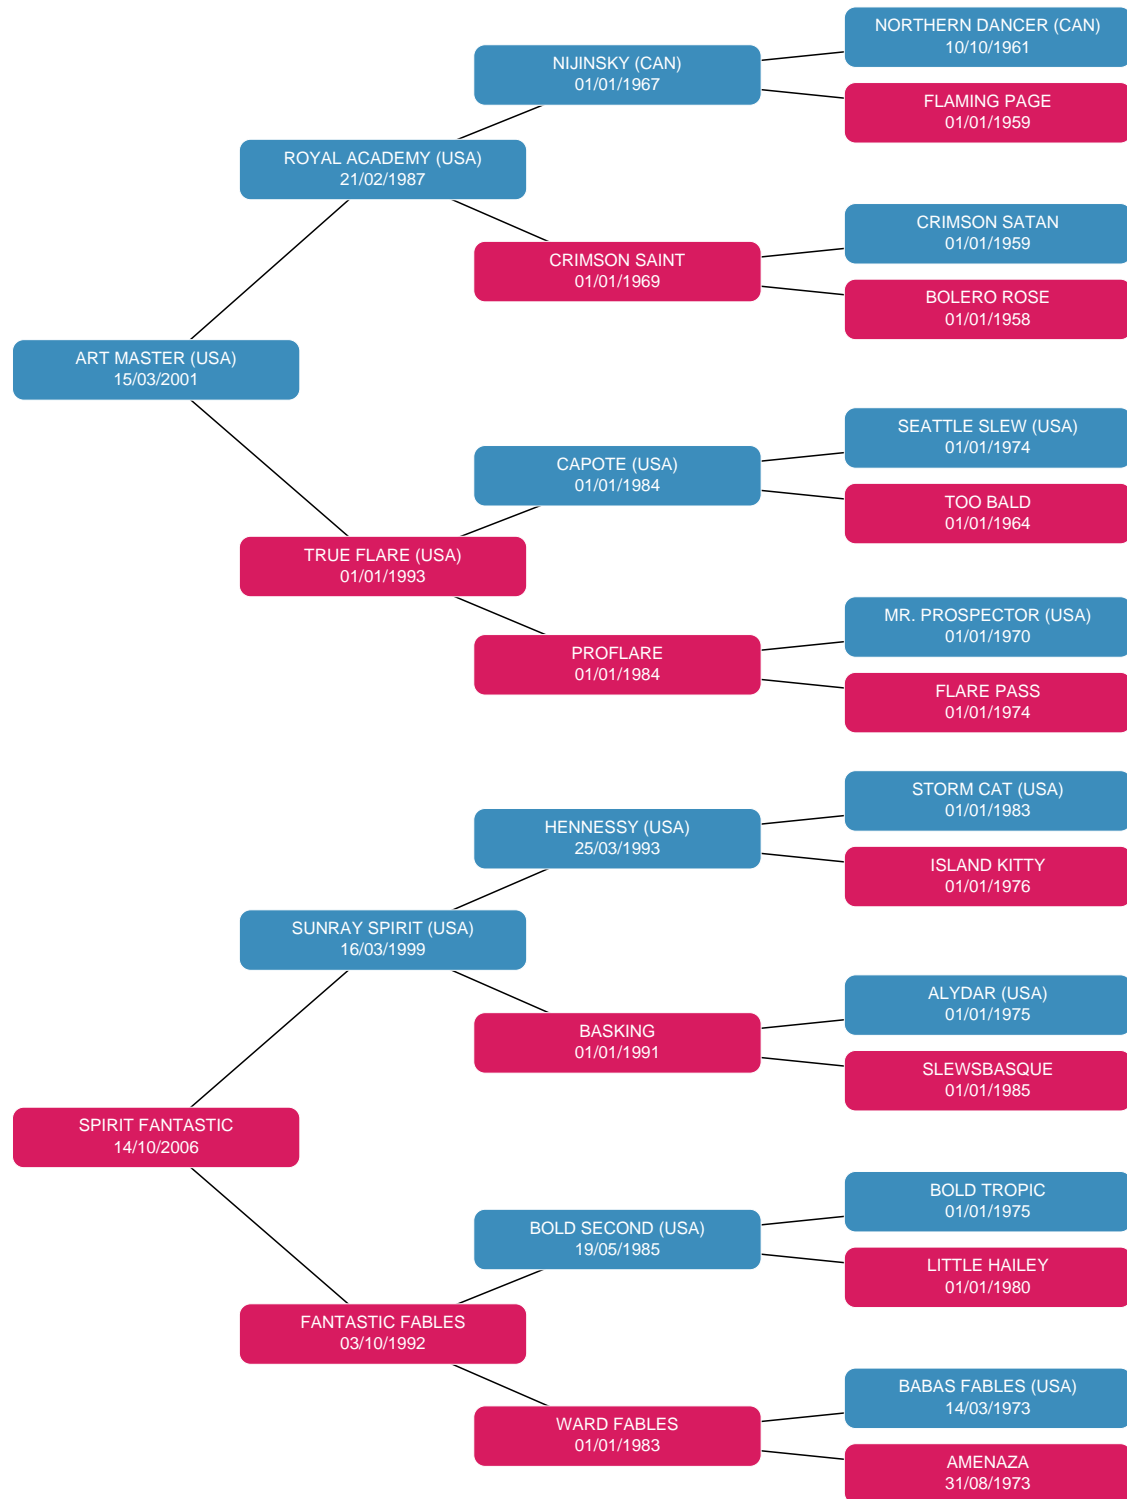 NORTHERN DANCER (CAN)
10/10/1961
NIJINSKY (CAN)
01/01/1967
FLAMING PAGE
01/01/1959
ROYAL ACADEMY (USA)
21/02/1987
CRIMSON SATAN
01/01/1959
CRIMSON SAINT
01/01/1969
BOLERO ROSE
01/01/1958
ART MASTER (USA)
15/03/2001
SEATTLE SLEW (USA)
01/01/1974
CAPOTE (USA)
01/01/1984
TOO BALD
01/01/1964
TRUE FLARE (USA)
01/01/1993
MR. PROSPECTOR (USA)
01/01/1970
PROFLARE
01/01/1984
FLARE PASS
01/01/1974
STORM CAT (USA)
01/01/1983
HENNESSY (USA)
25/03/1993
ISLAND KITTY
01/01/1976
SUNRAY SPIRIT (USA)
16/03/1999
ALYDAR (USA)
01/01/1975
BASKING
01/01/1991
SLEWSBASQUE
01/01/1985
SPIRIT FANTASTIC
14/10/2006
BOLD TROPIC
01/01/1975
BOLD SECOND (USA)
19/05/1985
LITTLE HAILEY
01/01/1980
FANTASTIC FABLES
03/10/1992
BABAS FABLES (USA)
14/03/1973
WARD FABLES
01/01/1983
AMENAZA
31/08/1973